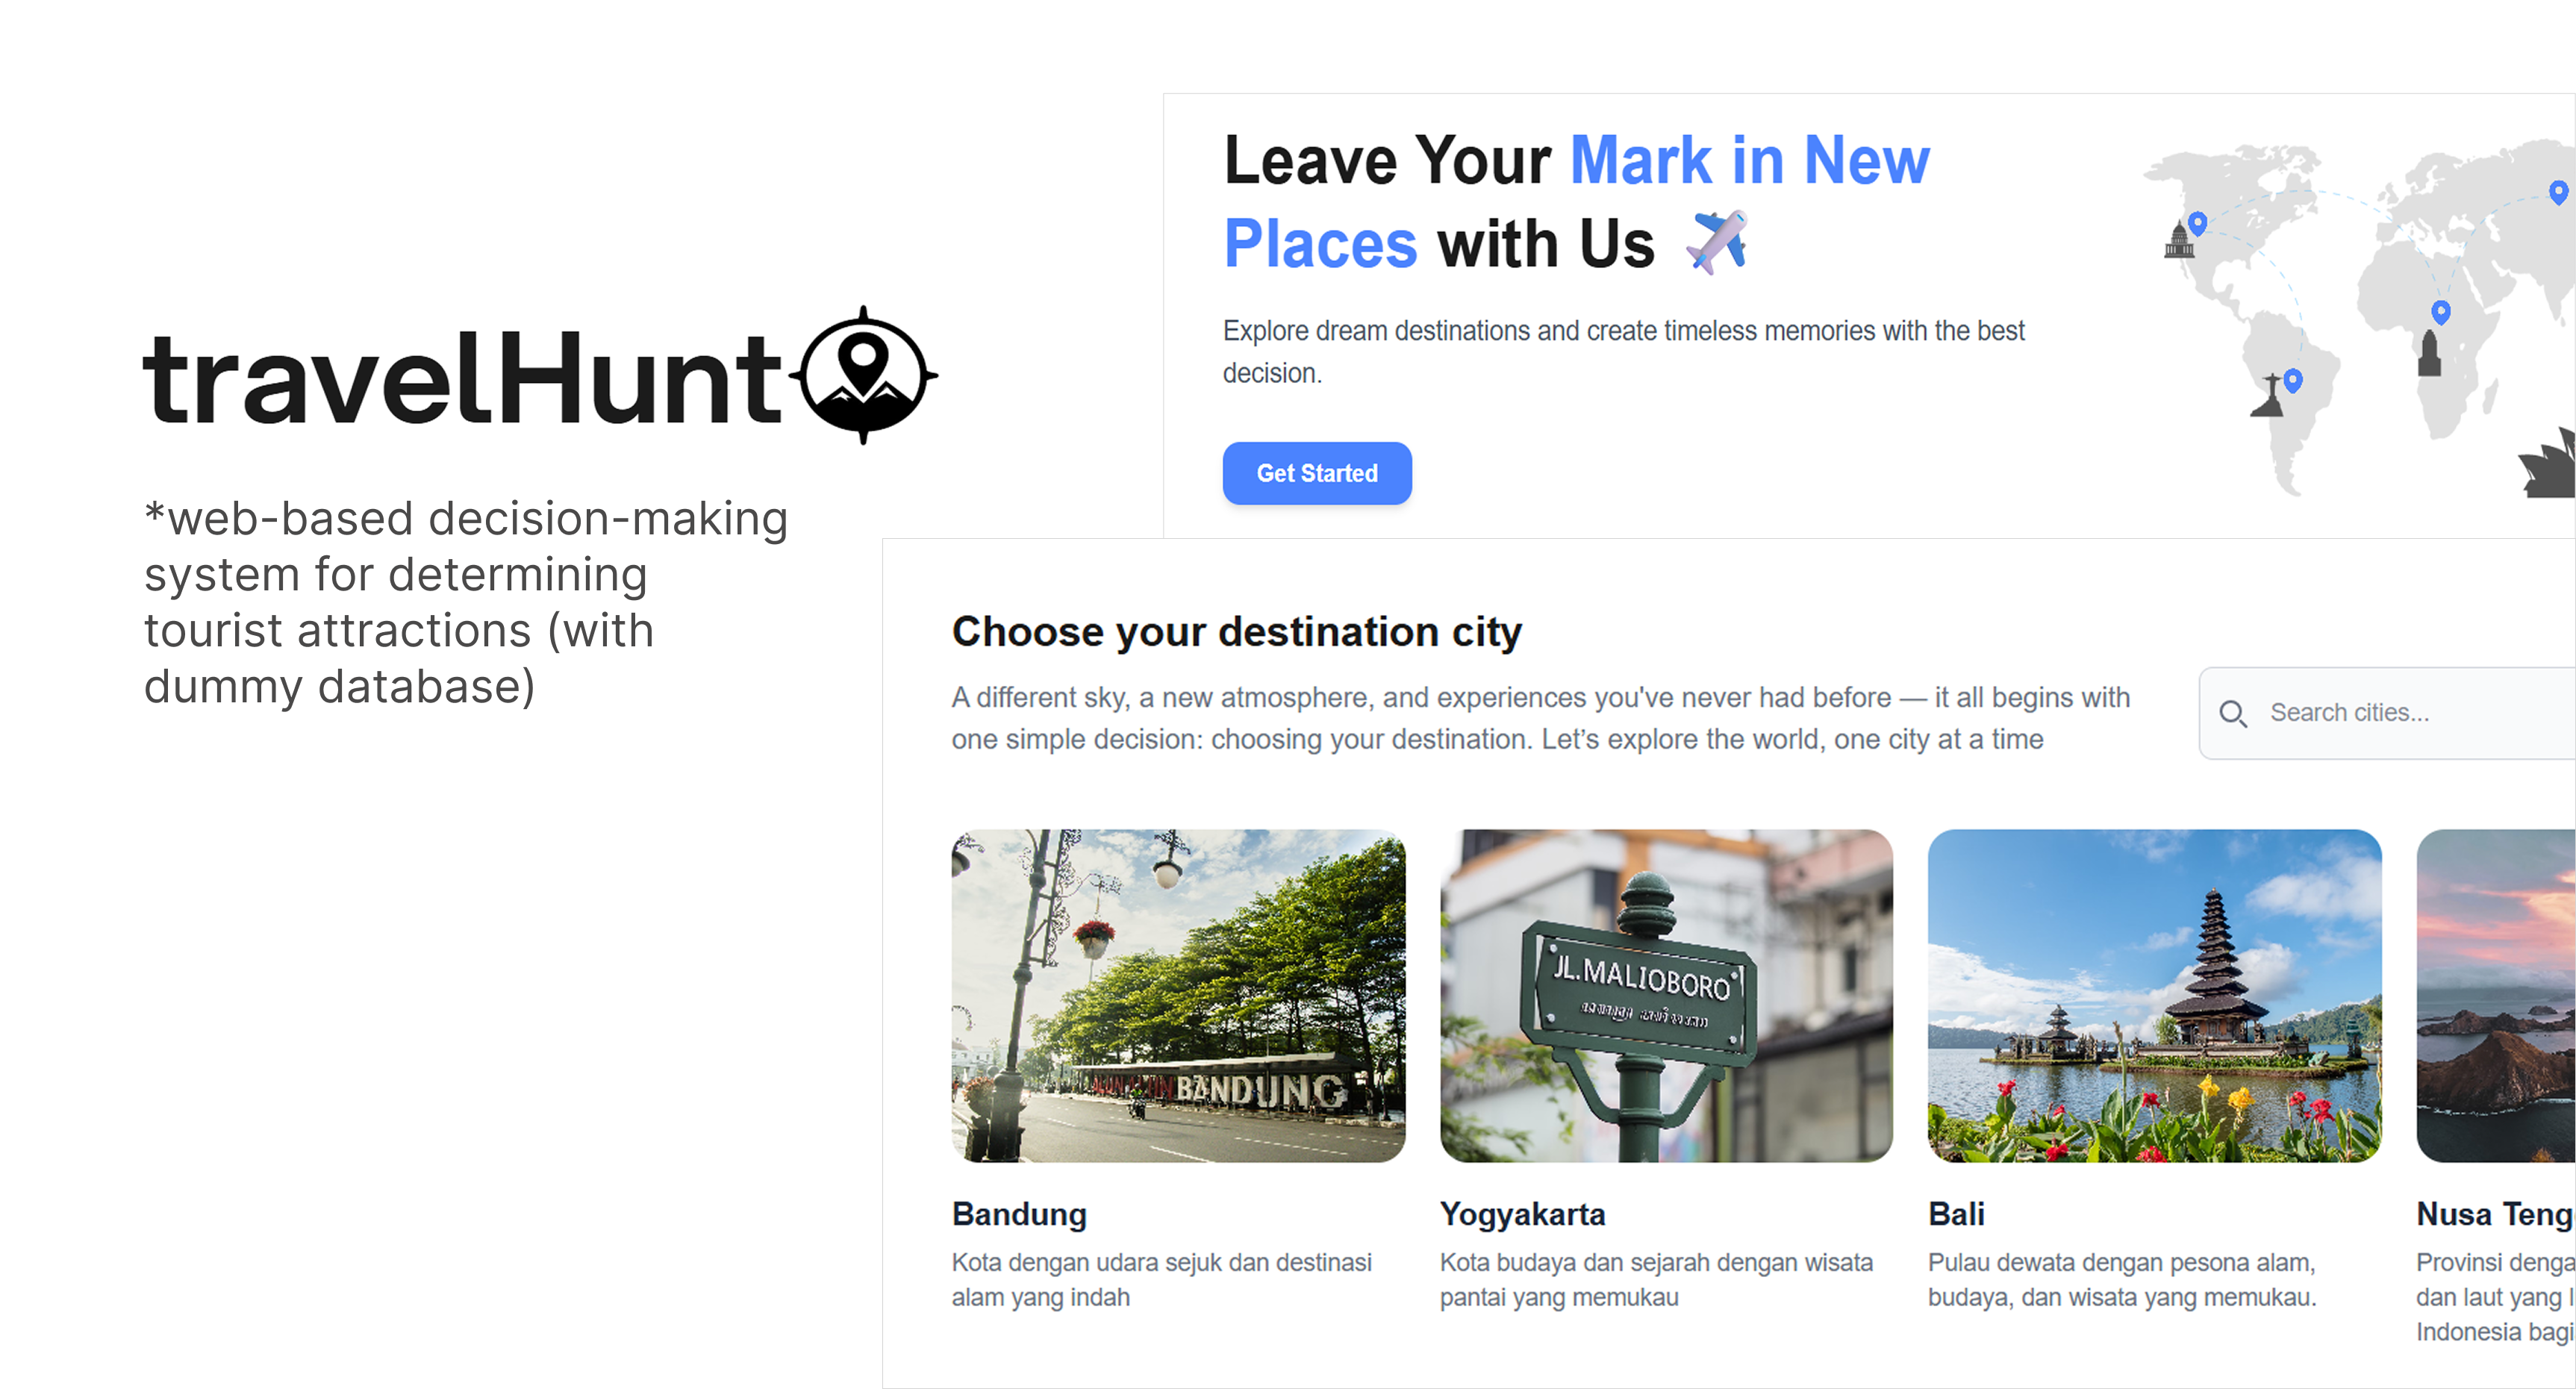 travelHunt
*web-based decision-making
system for determining
tourist attractions (with
dummy database)
Leave Your Mark in New
Places with Us
Explore dream destinations and create timeless memories with the best
decision.
Get Started
Choose your destination city
A different sky, a new atmosphere, and experiences you've never had before — it all begins with
one simple decision: choosing your destination. Let’s explore the world, one city at a time
Search cities...
BANDUNG
JL.MALIOBORO
Bandung
Kota dengan udara sejuk dan destinasi
alam yang indah
Yogyakarta
Kota budaya dan sejarah dengan wisata
pantai yang memukau
Bali
Pulau dewata dengan pesona alam,
budaya, dan wisata yang memukau.
Nusa Teng
Provinsi denga
dan laut yang
Indonesia bagi